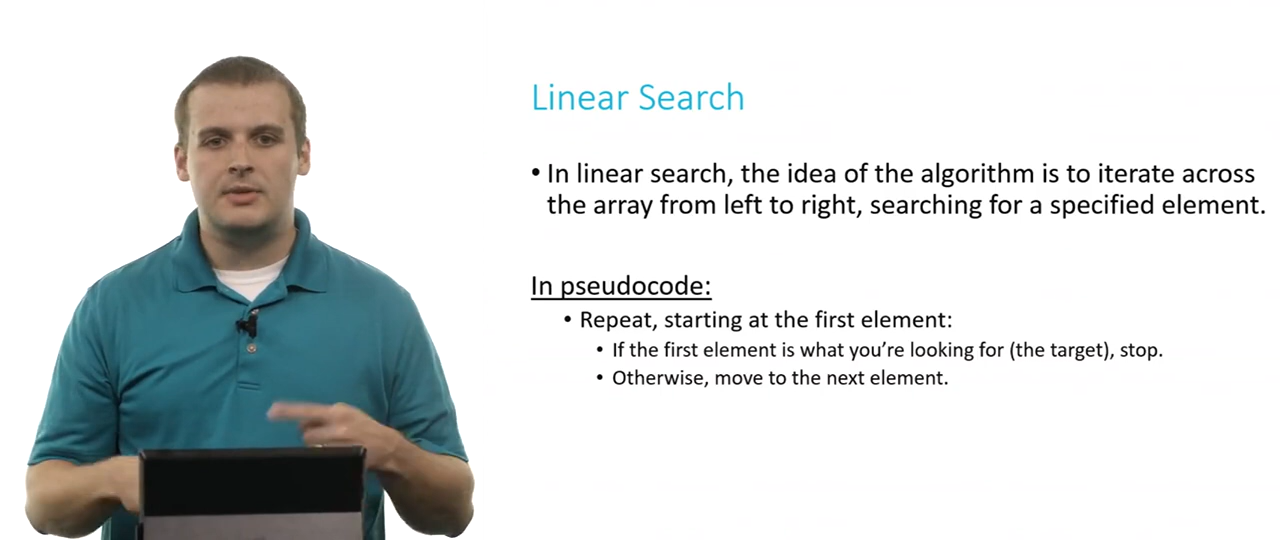 Linear Search
• In linear search, the idea of the algorithm is to iterate across
the array from left to right, searching for a specified element.
In pseudocode:
• Repeat, starting at the first element:
• If the first element is what you’re looking for (the target), stop.
• Otherwise, move to the next element.